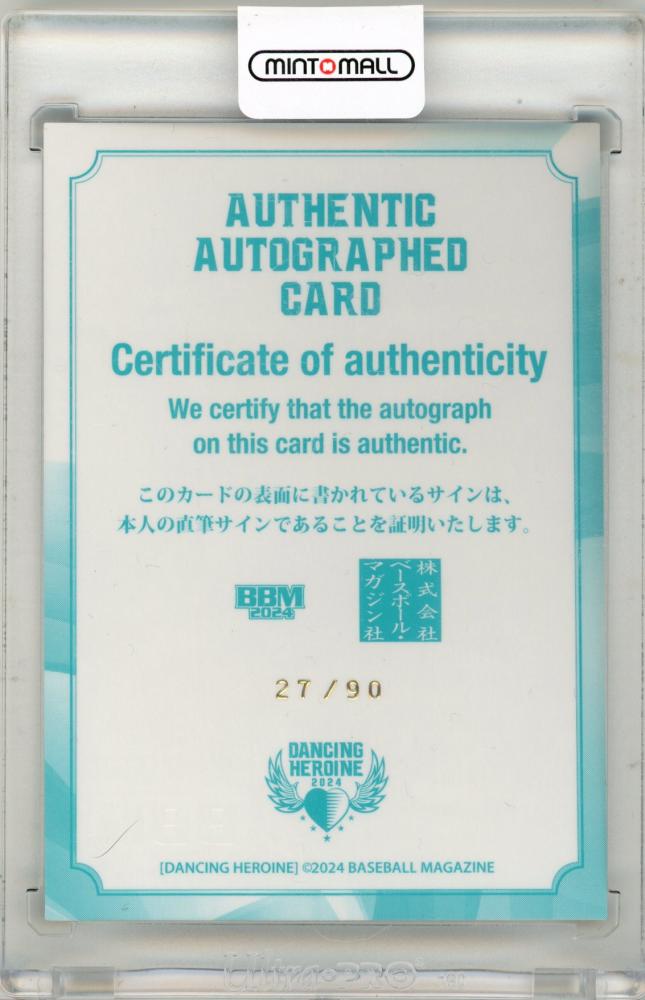 MINT MALL
AUTHENTIC
AUTOGRAPHED
CARD
Certificate of authenticity
We certify that the autograph
on this card is authentic.
このカードの表面に書かれているサインは、
本人の直筆サインであることを証明いたします。
BBM
2024
株式会社
ベースボール・
マガジン社
27/90
DANCING
HEROINE
2024
[DANCING HEROINE] ©2024 BASEBALL MAGAZINE
Ultra•PRO®